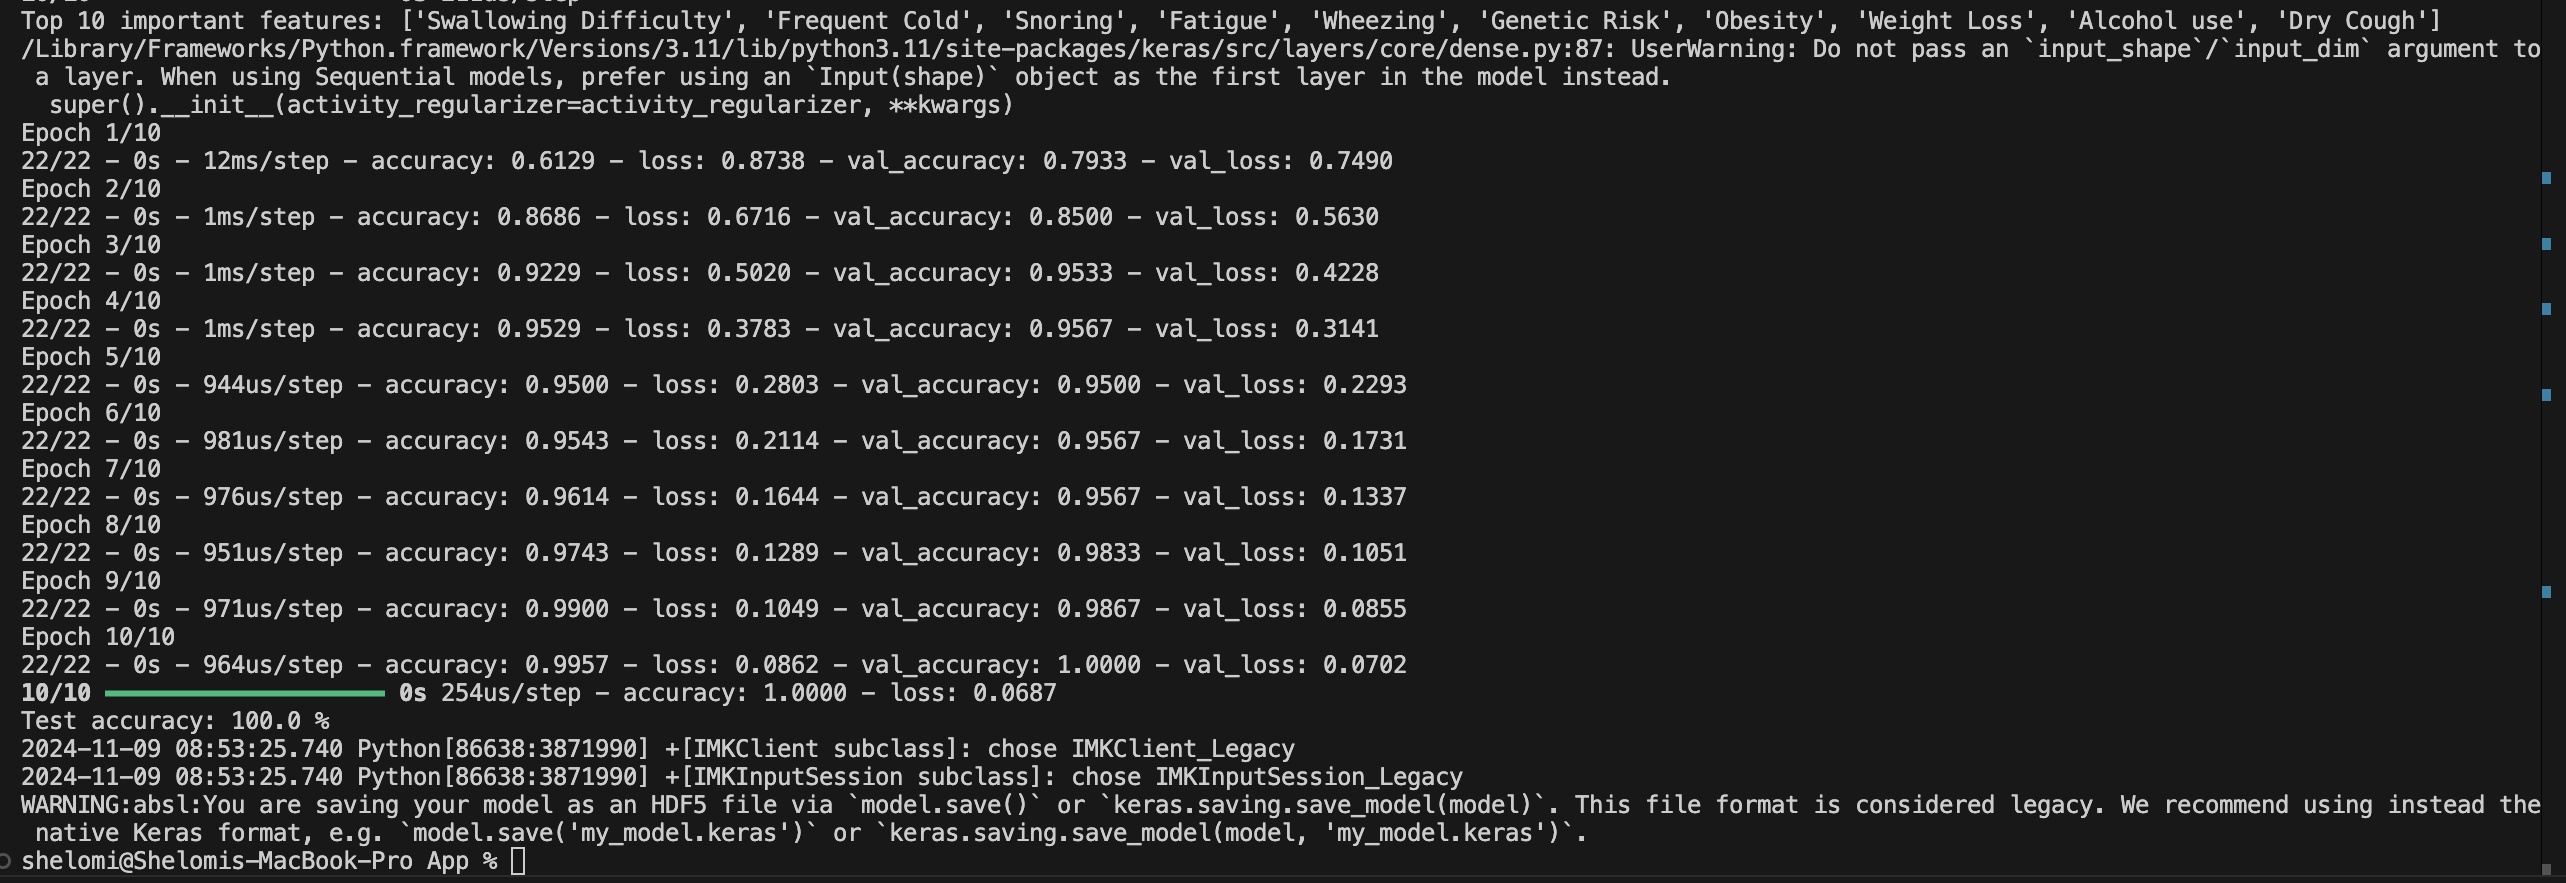 Top 10 important features: ['Swallowing Difficulty', 'Frequent Cold', 'Snoring', 'Fatigue', 'Wheezing', 'Genetic Risk', 'Obesity', 'Weight Loss', 'Alcohol use', 'Dry Cough']
/Library/Frameworks/Python.framework/Versions/3.11/lib/python3.11/site-packages/keras/src/layers/core/dense.py:87: UserWarning: Do not pass an `input_shape`/`input_dim` argument to
a layer. When using Sequential models, prefer using an `Input(shape)` object as the first layer in the model instead.
super().__init__(activity_regularizer=activity_regularizer, **kwargs)
Epoch 1/10
22/22 - 0s - 12ms/step - accuracy: 0.6129 - loss: 0.8738 - val_accuracy: 0.7933 - val_loss: 0.7490
Epoch 2/10
22/22 - 0s - 1ms/step - accuracy: 0.8686 - loss: 0.6716 - val_accuracy: 0.8500 - val_loss: 0.5630
Epoch 3/10
22/22 - 0s - 1ms/step - accuracy: 0.9229 - loss: 0.5020 - val_accuracy: 0.9533 - val_loss: 0.4228
Epoch 4/10
22/22 - 0s - 1ms/step - accuracy: 0.9529 - loss: 0.3783 - val_accuracy: 0.9567 - val_loss: 0.3141
Epoch 5/10
22/22 - 0s - 944us/step - accuracy: 0.9500 - loss: 0.2803 - val_accuracy: 0.9500 - val_loss: 0.2293
Epoch 6/10
22/22 - 0s - 981us/step - accuracy: 0.9543 - loss: 0.2114 - val_accuracy: 0.9567 - val_loss: 0.1731
Epoch 7/10
22/22 - 0s - 976us/step - accuracy: 0.9614 - loss: 0.1644 - val_accuracy: 0.9567 - val_loss: 0.1337
Epoch 8/10
22/22 - 0s - 951us/step - accuracy: 0.9743 - loss: 0.1289 - val_accuracy: 0.9833 - val_loss: 0.1051
Epoch 9/10
22/22 - 0s - 971us/step - accuracy: 0.9900 - loss: 0.1049 - val_accuracy: 0.9867 - val_loss: 0.0855
Epoch 10/10
22/22 - 0s - 964us/step - accuracy: 0.9957 - loss: 0.0862 - val_accuracy: 1.0000 - val_loss: 0.0702
10/10 0s 254us/step - accuracy: 1.0000 - loss: 0.0687
Test accuracy: 100.0 %
2024-11-09 08:53:25.740 Python[86638:3871990] +[IMKClient subclass]: chose IMKClient_Legacy
2024-11-09 08:53:25.740 Python[86638:3871990] +[IMKInputSession subclass]: chose IMKInputSession_Legacy
WARNING:absl:You are saving your model as an HDF5 file via `model.save()` or `keras.saving.save_model(model)`. This file format is considered legacy. We recommend using instead the
native Keras format, e.g. `model.save('my_model.keras')` or `keras.saving.save_model(model, 'my_model.keras')`.
shelomi@Shelomis-MacBook-Pro App %